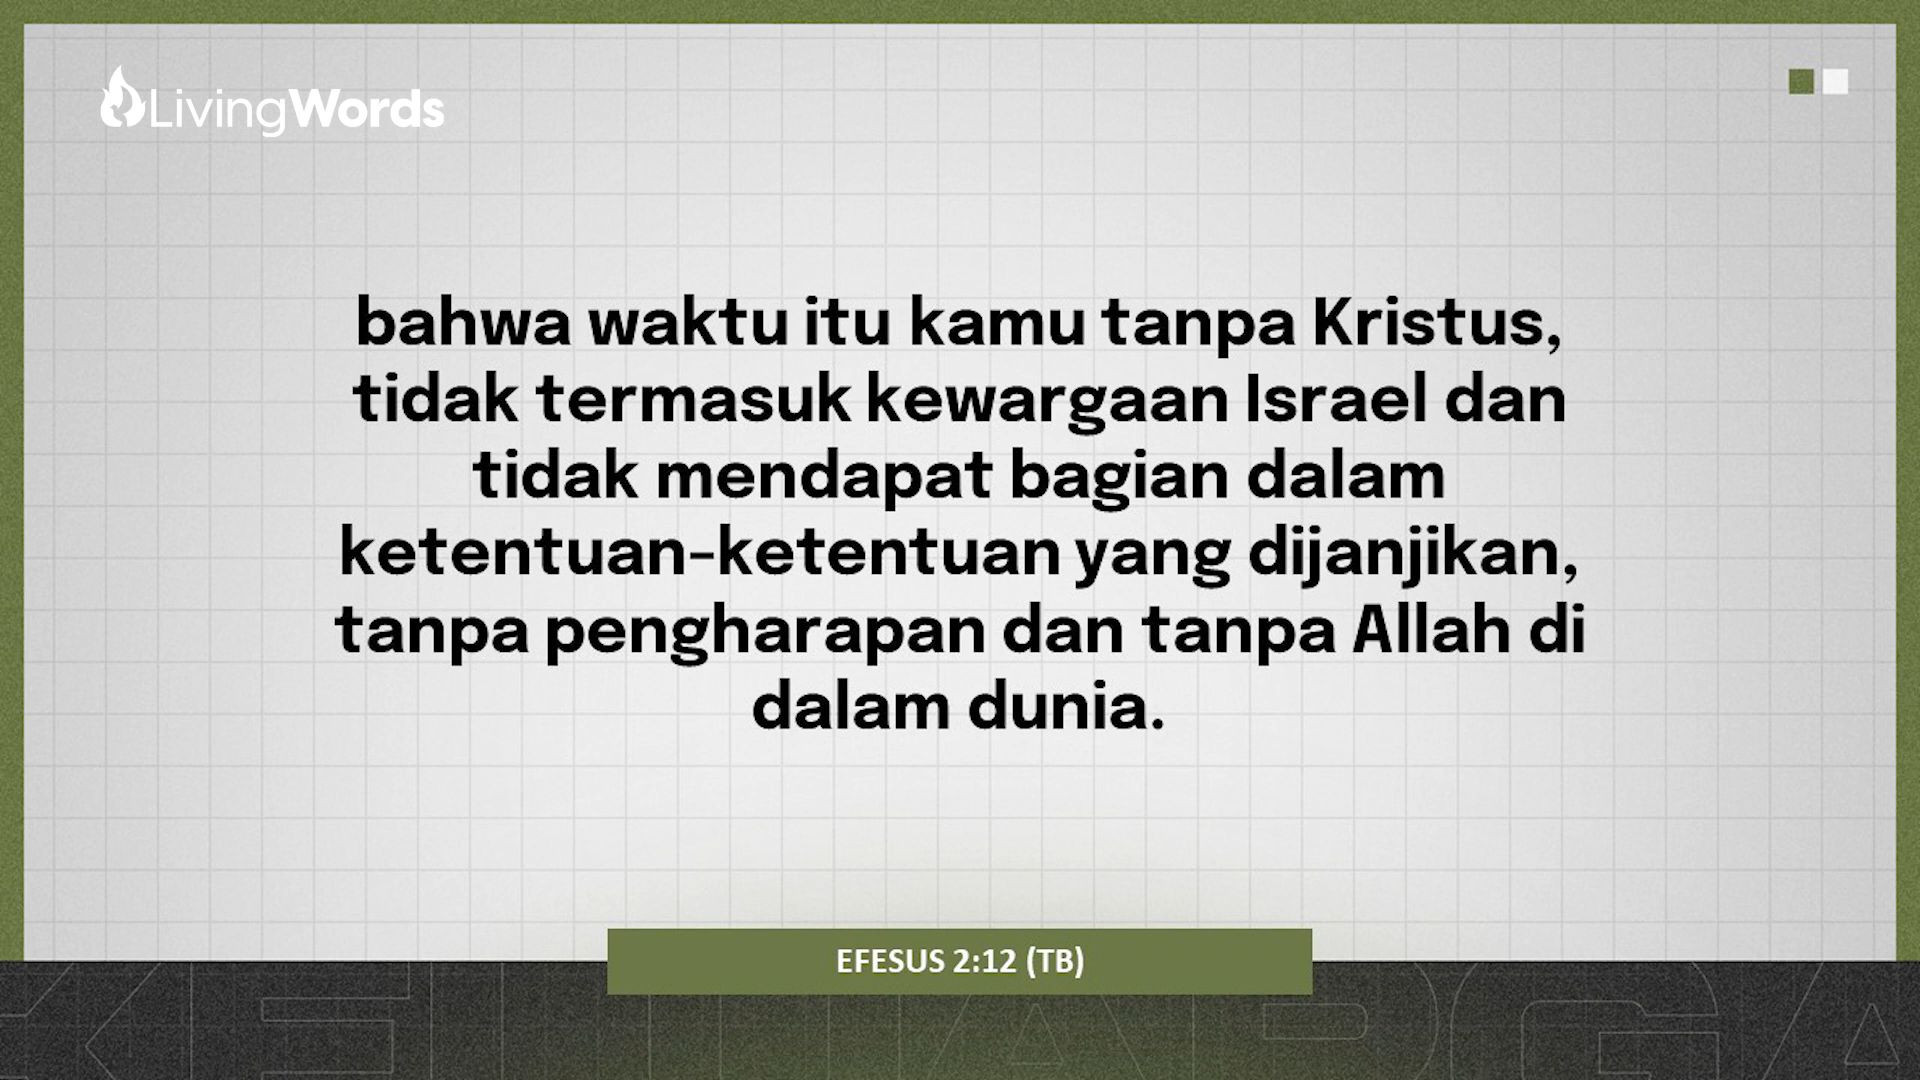 LivingWords
bahwa waktu itu kamu tanpa Kristus,
tidak termasuk kewargaan Israel dan
tidak mendapat bagian dalam
ketentuan-ketentuan yang dijanjikan,
tanpa pengharapan dan tanpa Allah di
dalam dunia.
EFESUS 2:12 (TB)